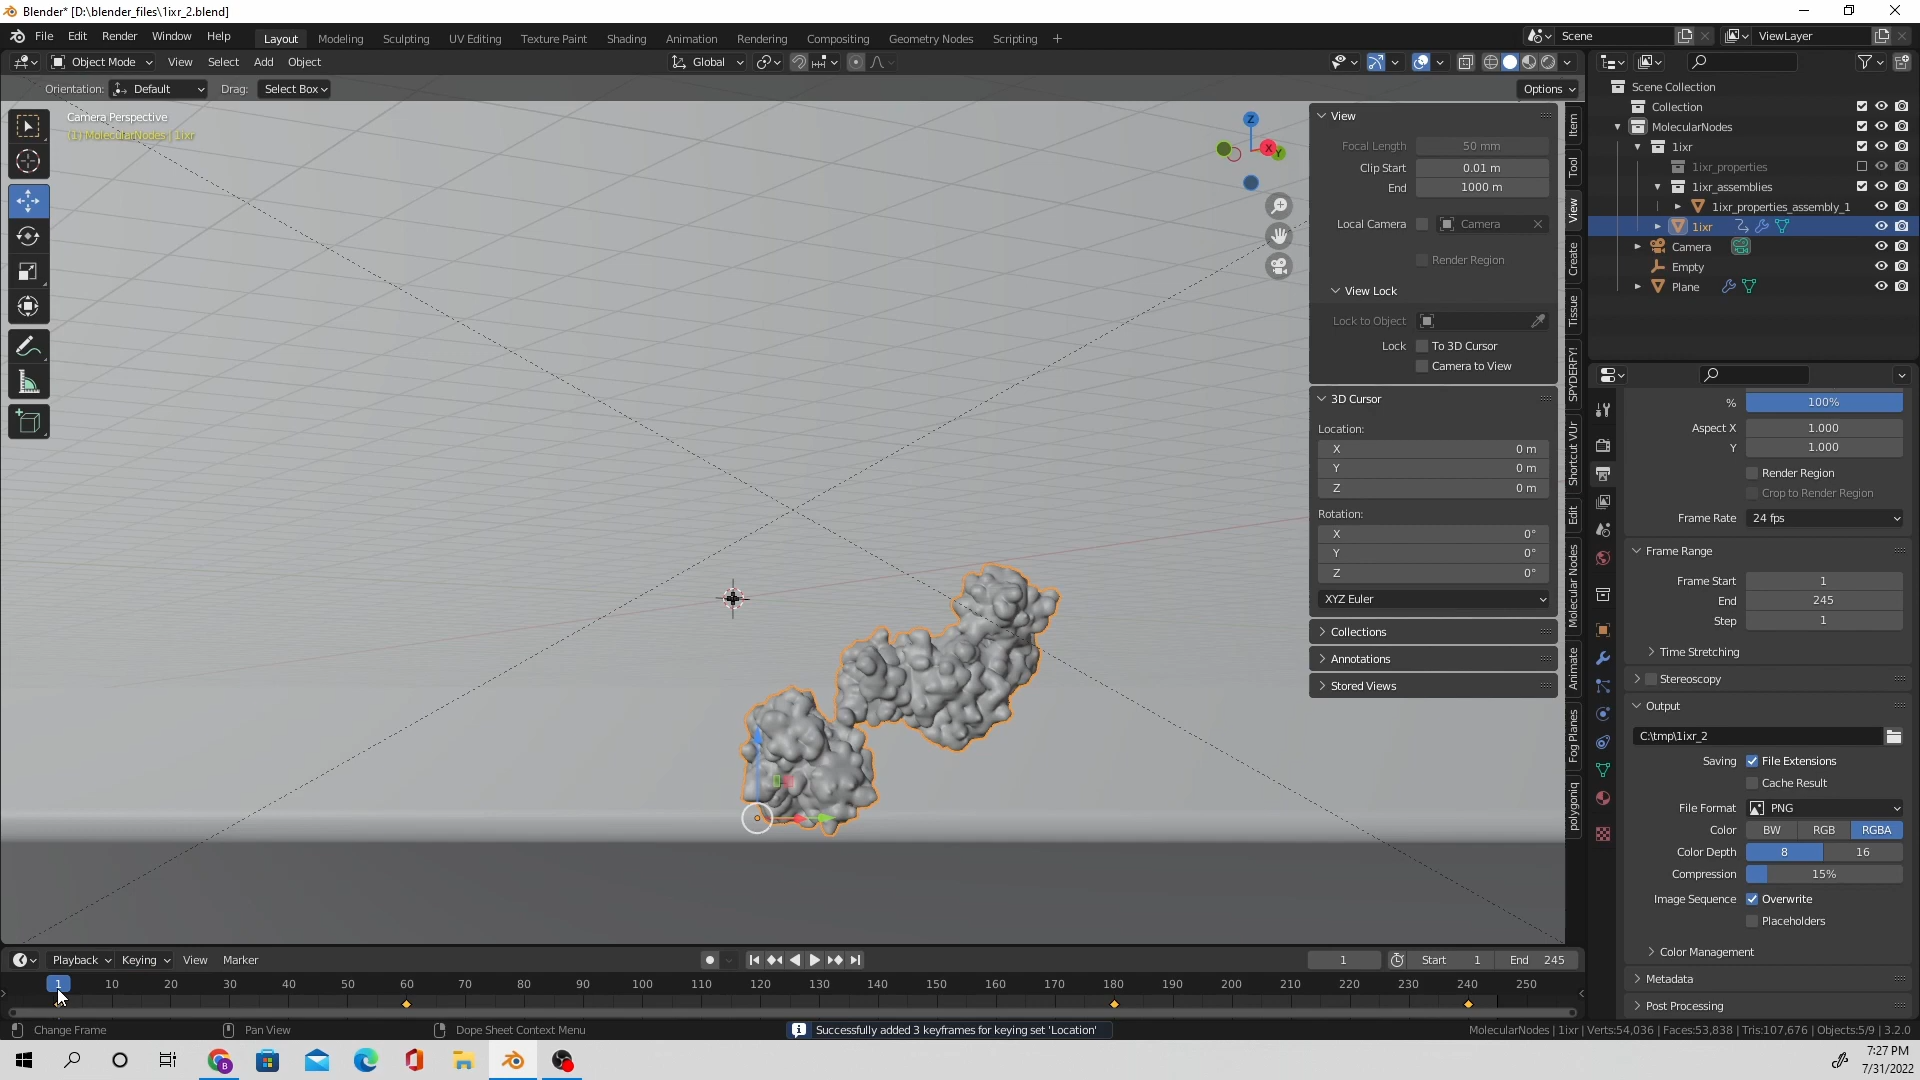 Blender* [D:\blender_files\1ixr_2.blend]
File Edit Render Window Help Layout Modeling Sculpting UV Editing Texture Paint Shading Animation Rendering Compositing Geometry Nodes Scripting + Scene ViewLayer
Object Mode View Select Add Object Global
Orientation: Default Drag: Select Box Options
Camera Perspective
(1) MolecularNodes | 1ixr
Z
X
Y
View
Focal Length 50 mm
Clip Start 0.01 m
End 1000 m
Local Camera Camera
Render Region
View Lock
Lock to Object
Lock To 3D Cursor
Camera to View
3D Cursor
Location:
X 0 m
Y 0 m
Z 0 m
Rotation:
X 0°
Y 0°
Z 0°
XYZ Euler
Collections
Annotations
Stored Views
Item
Tool
View
Create
Tissue
SPYDERFY!
Shortcut VUr
Edit
Molecular Nodes
Animate
Fog Planes
polygoniq
Scene Collection
Collection
MolecularNodes
1ixr
1ixr_properties
1ixr_assemblies
1ixr_properties_assembly_1
1ixr
Camera
Empty
Plane
% 100%
Aspect X 1.000
Y 1.000
Render Region
Crop to Render Region
Frame Rate 24 fps
Frame Range
Frame Start 1
End 245
Step 1
Time Stretching
Stereoscopy
Output
C:\tmp\1ixr_2
Saving File Extensions
Cache Result
File Format PNG
Color BW RGB RGBA
Color Depth 8 16
Compression 15%
Image Sequence Overwrite
Placeholders
Color Management
Metadata
Post Processing
Playback Keying View Marker 1 Start 1 End 245
1 10 20 30 40 50 60 70 80 90 100 110 120 130 140 150 160 170 180 190 200 210 220 230 240 250
Change Frame Pan View Dope Sheet Context Menu Successfully added 3 keyframes for keying set 'Location' MolecularNodes | 1ixr | Verts:54,036 | Faces:53,838 | Tris:107,676 | Objects:5/9 | 3.2.0
7:27 PM
7/31/2022